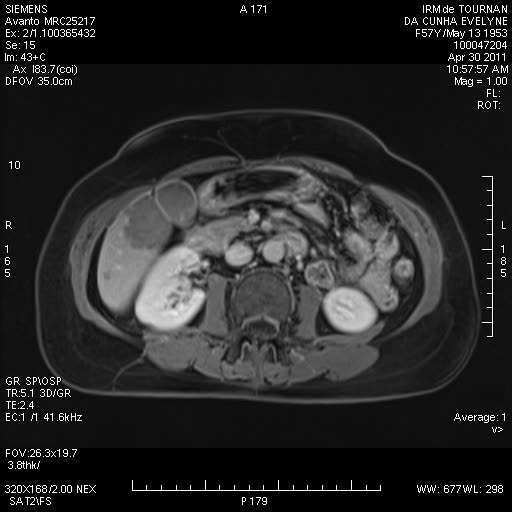 SIEMENS
Avanto MRC25217
Ex: 2/1.100365432
Se: 15
Im: 43+C
Ax I83.7(coi)
DFOV 35.0cm
A 171
IRM de TOURNAN
DA CUNHA EVELYNE
F57Y/May 13 1953
100047204
Apr 30 2011
10:57:57 AM
Mag = 1.00
FL:
ROT:
10
R
1
6
5
L
1
8
5
GR SP\OSP
TR:5.1 3D/GR
TE:2.4
EC:1 /1 41.6kHz
FOV:26.3x19.7
3.8thk/
320X168/2.00 NEX
SAT2\FS
P 179
Average: 1
v>
WW: 677WL: 298